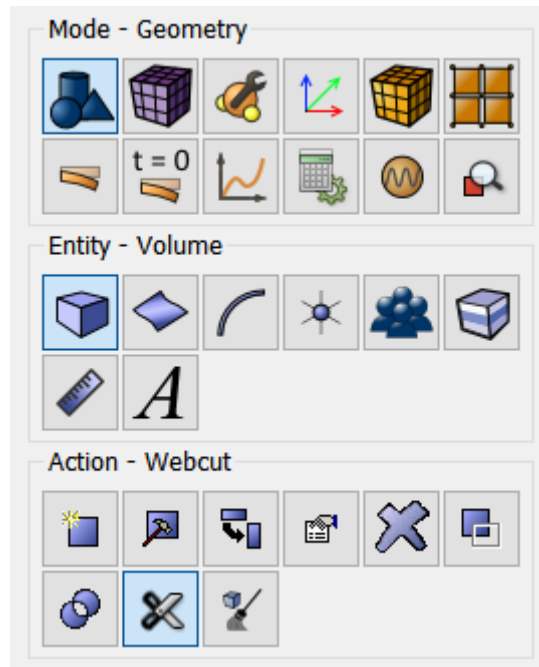 Mode - Geometry
t = 0
Entity - Volume
A
Action - Webcut